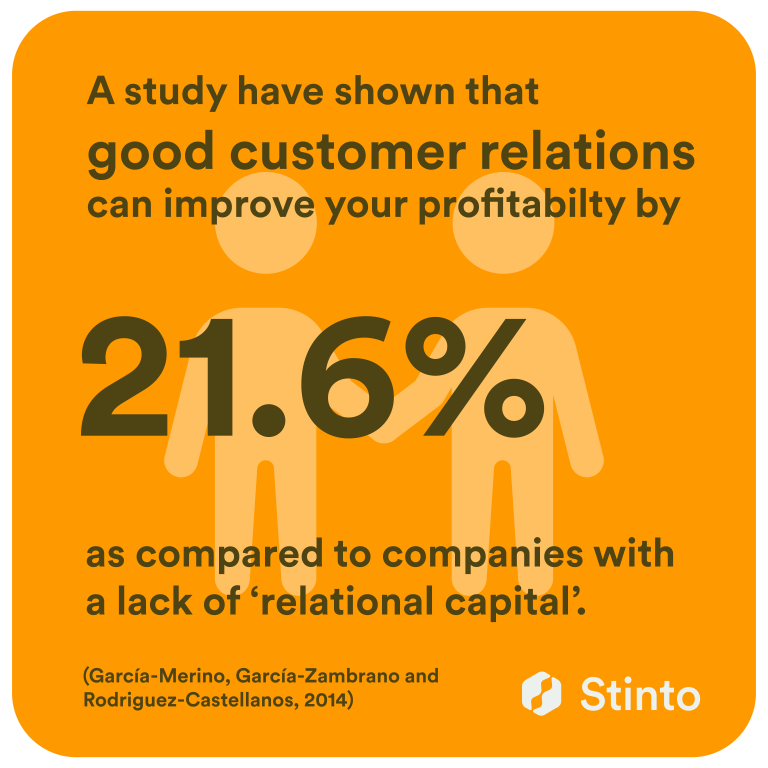 A study have shown that
good customer relations
can improve your profitabilty by
21.6%
as compared to companies with
a lack of ‘relational capital’.
(García-Merino, García-Zambrano and
Rodriguez-Castellanos, 2014)
Stinto